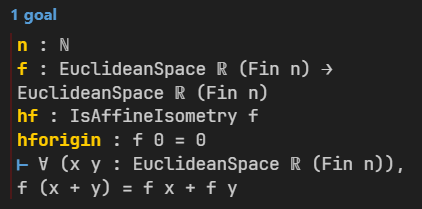 1 goal
n : ℕ
f : EuclideanSpace ℝ (Fin n) →
EuclideanSpace ℝ (Fin n)
hf : IsAffineIsometry f
hforigin : f 0 = 0
⊢ ∀ (x y : EuclideanSpace ℝ (Fin n)),
f (x + y) = f x + f y